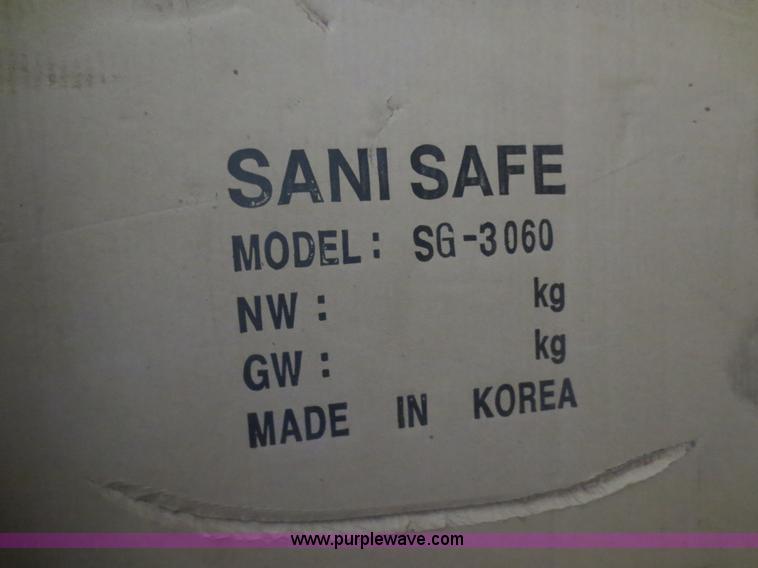 SANI SAFE
MODEL: SG-3060
NW: kg
GW: kg
MADE IN KOREA
www.purplewave.com